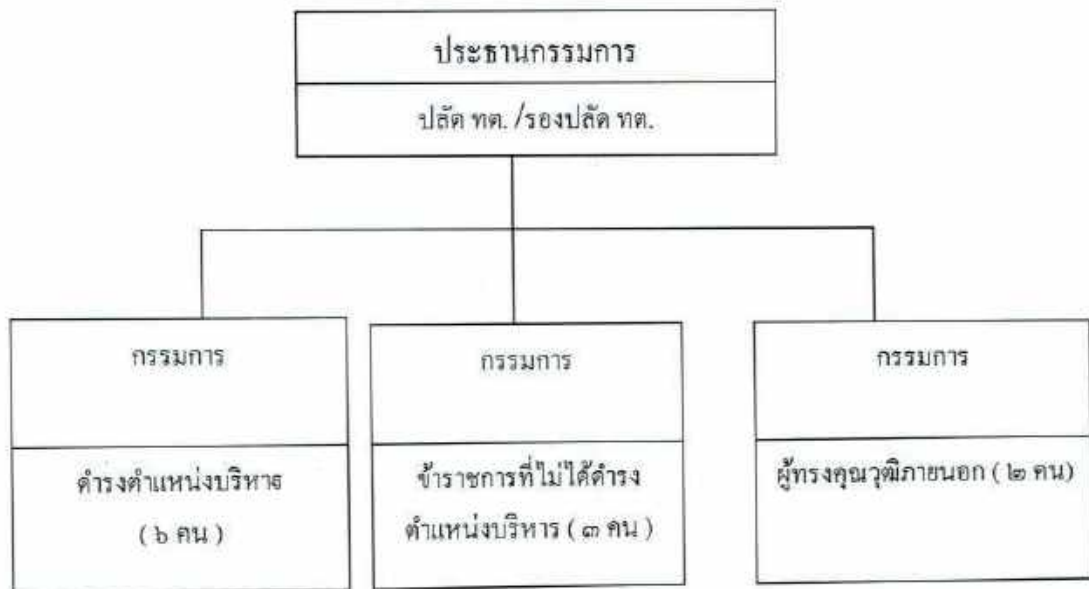 ประธานกรรมการ
ปลัด ทต. /รองปลัด ทต.
กรรมการ
ดำรงตำแหน่งบริหาร
( ๖ คน )
กรรมการ
ข้าราชการที่ไม่ได้ดำรง
ตำแหน่งบริหาร ( ๓ คน )
กรรมการ
ผู้ทรงคุณวุฒิภายนอก ( ๒ คน)